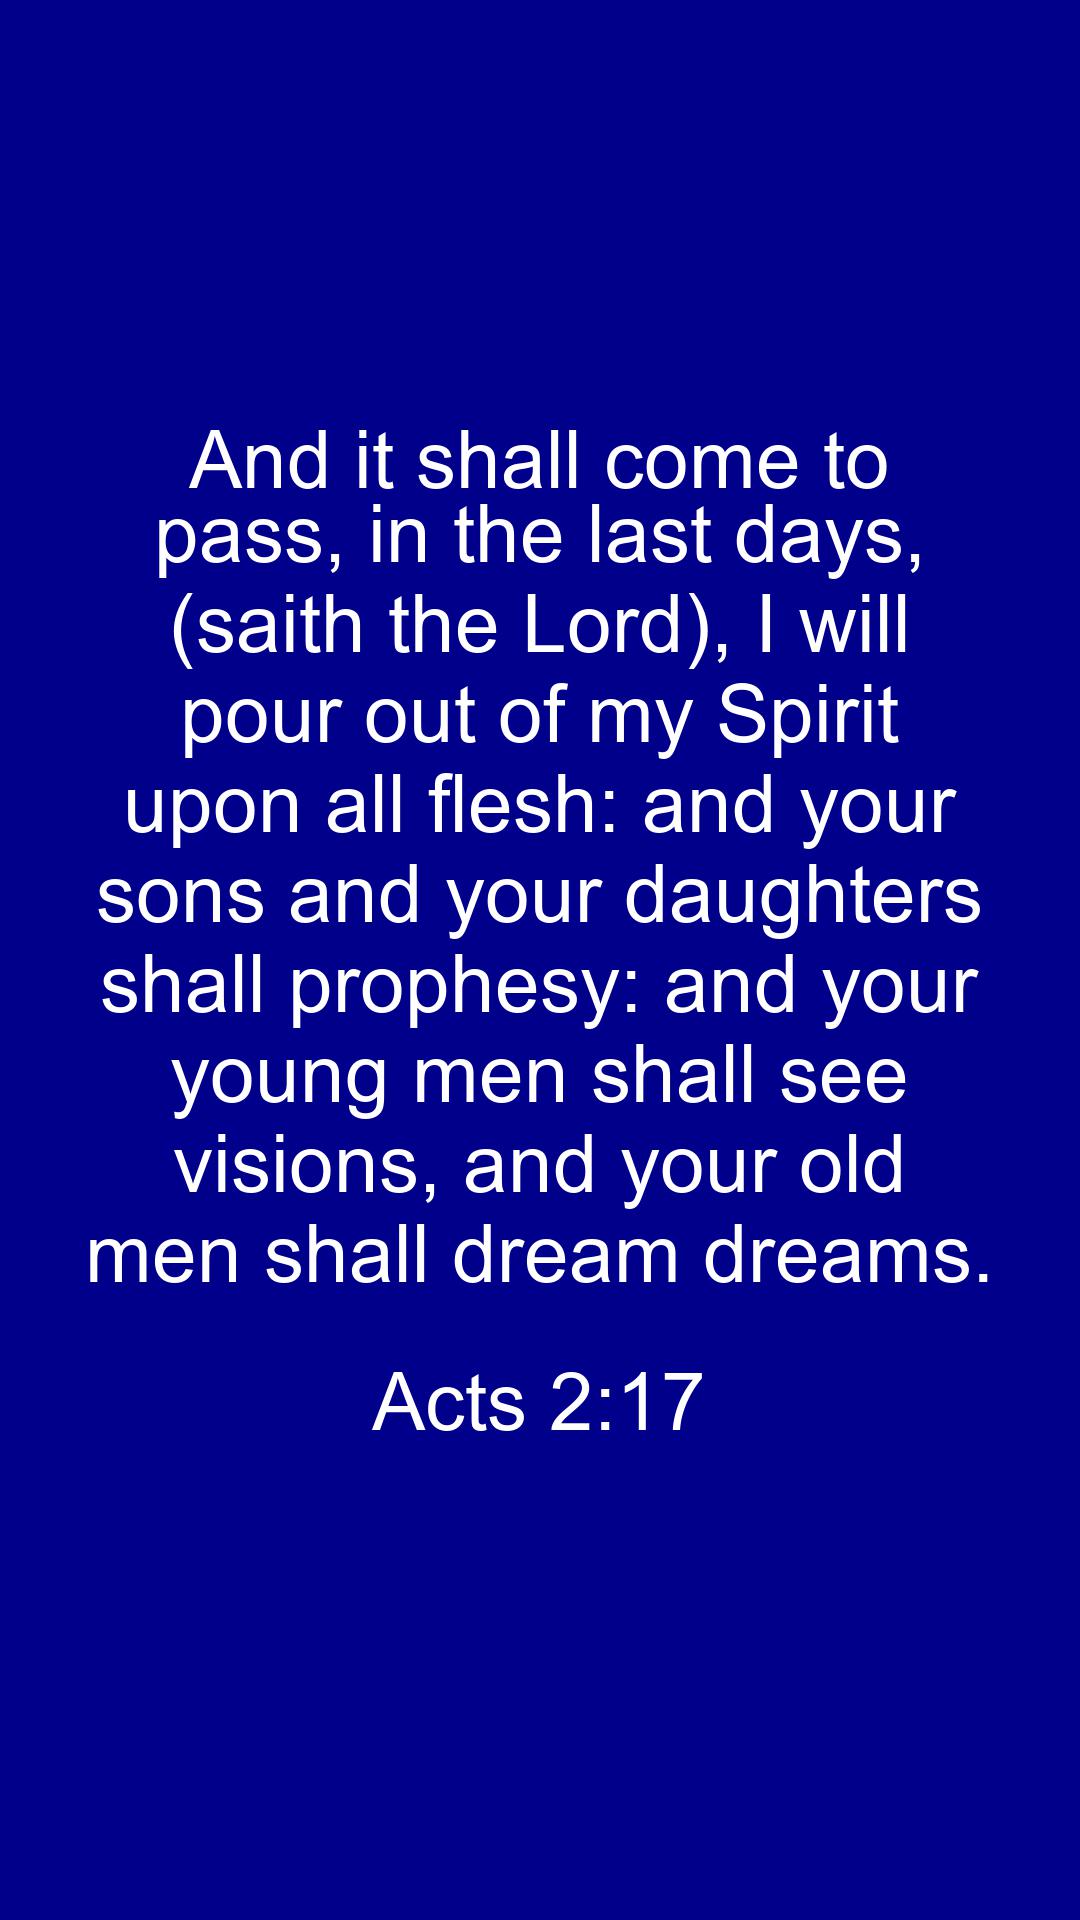 And it shall come to
pass, in the last days,
(saith the Lord), I will
pour out of my Spirit
upon all flesh: and your
sons and your daughters
shall prophesy: and your
young men shall see
visions, and your old
men shall dream dreams.
Acts 2:17